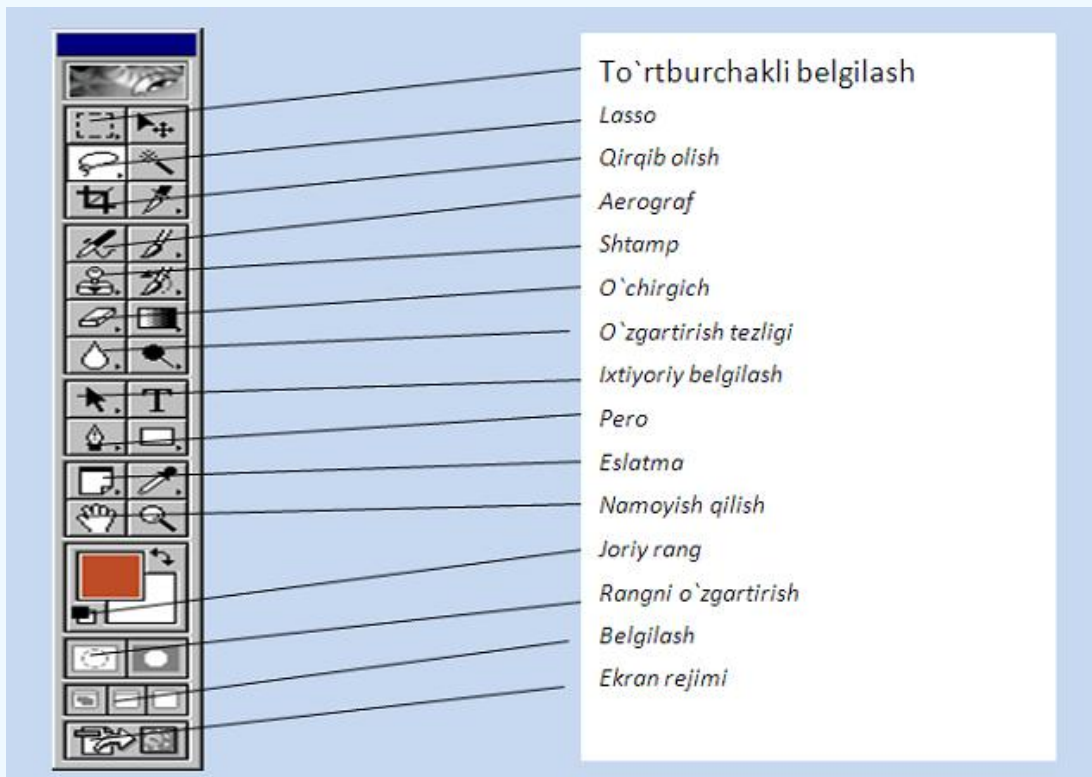 To`rtburchakli belgilash
Lasso
Qirqib olish
Aerograf
Shtamp
O`chirgich
O`zgartirish tezligi
Ixtiyoriy belgilash
Pero
Eslatma
Namoyish qilish
Joriy rang
Rangni o`zgartirish
Belgilash
Ekran rejimi
T